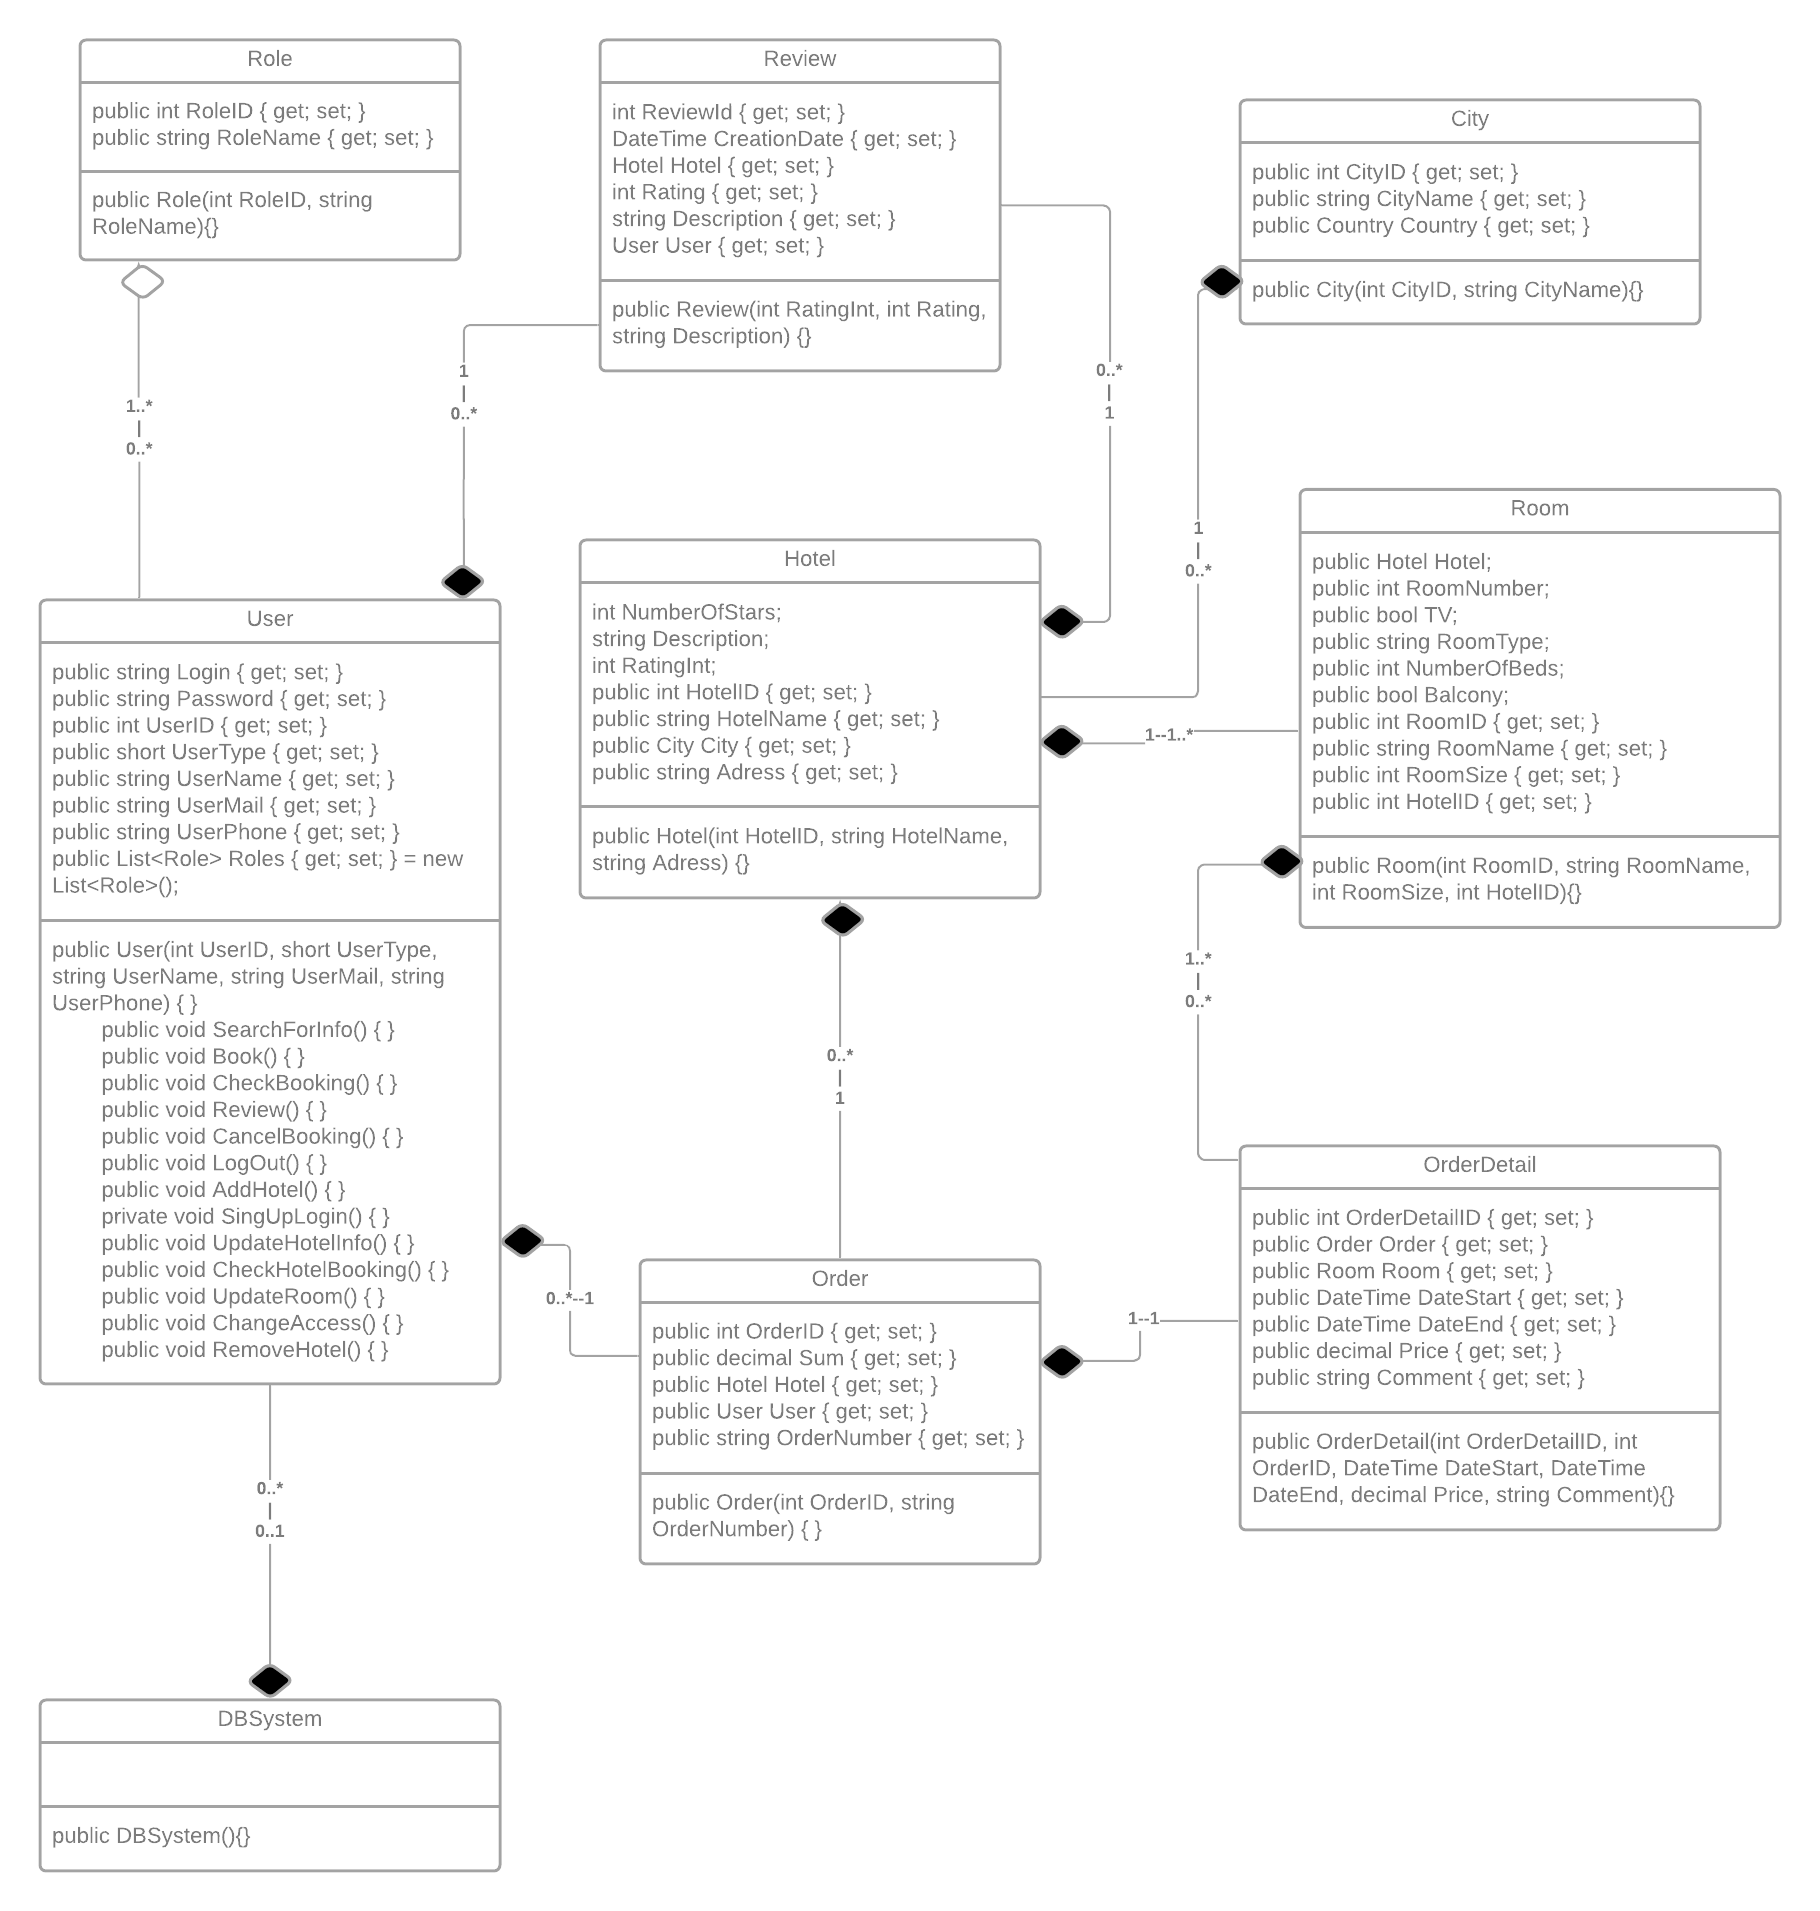 Role
public int RoleID { get; set; }
public string RoleName { get; set; }
public Role(int RoleID, string
RoleName){}
Review
int ReviewId { get; set; }
DateTime CreationDate { get; set; }
Hotel Hotel { get; set; }
int Rating { get; set; }
string Description { get; set; }
User User { get; set; }
public Review(int RatingInt, int Rating,
string Description) {}
City
public int CityID { get; set; }
public string CityName { get; set; }
public Country Country { get; set; }
public City(int CityID, string CityName){}
1..*
|
0..*
1
|
0..*
0..*
|
1
1
|
0..*
Room
public Hotel Hotel;
public int RoomNumber;
public bool TV;
public string RoomType;
public int NumberOfBeds;
public bool Balcony;
public int RoomID { get; set; }
public string RoomName { get; set; }
public int RoomSize { get; set; }
public int HotelID { get; set; }
public Room(int RoomID, string RoomName,
int RoomSize, int HotelID){}
Hotel
int NumberOfStars;
string Description;
int RatingInt;
public int HotelID { get; set; }
public string HotelName { get; set; }
public City City { get; set; }
public string Adress { get; set; }
public Hotel(int HotelID, string HotelName,
string Adress) {}
1--1..*
User
public string Login { get; set; }
public string Password { get; set; }
public int UserID { get; set; }
public short UserType { get; set; }
public string UserName { get; set; }
public string UserMail { get; set; }
public string UserPhone { get; set; }
public List<Role> Roles { get; set; } = new
List<Role>();
public User(int UserID, short UserType,
string UserName, string UserMail, string
UserPhone) { }
public void SearchForInfo() { }
public void Book() { }
public void CheckBooking() { }
public void Review() { }
public void CancelBooking() { }
public void LogOut() { }
public void AddHotel() { }
private void SingUpLogin() { }
public void UpdateHotelInfo() { }
public void CheckHotelBooking() { }
public void UpdateRoom() { }
public void ChangeAccess() { }
public void RemoveHotel() { }
1..*
|
0..*
0..*
|
1
0..*--1
Order
public int OrderID { get; set; }
public decimal Sum { get; set; }
public Hotel Hotel { get; set; }
public User User { get; set; }
public string OrderNumber { get; set; }
public Order(int OrderID, string
OrderNumber) { }
1--1
OrderDetail
public int OrderDetailID { get; set; }
public Order Order { get; set; }
public Room Room { get; set; }
public DateTime DateStart { get; set; }
public DateTime DateEnd { get; set; }
public decimal Price { get; set; }
public string Comment { get; set; }
public OrderDetail(int OrderDetailID, int
OrderID, DateTime DateStart, DateTime
DateEnd, decimal Price, string Comment){}
0..*
|
0..1
DBSystem
public DBSystem(){}